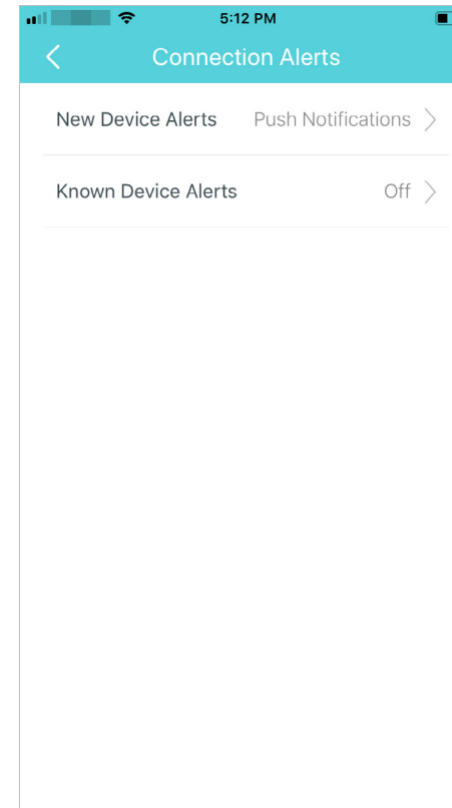 5:12 PM
Connection Alerts
New Device Alerts Push Notifications
Known Device Alerts Off